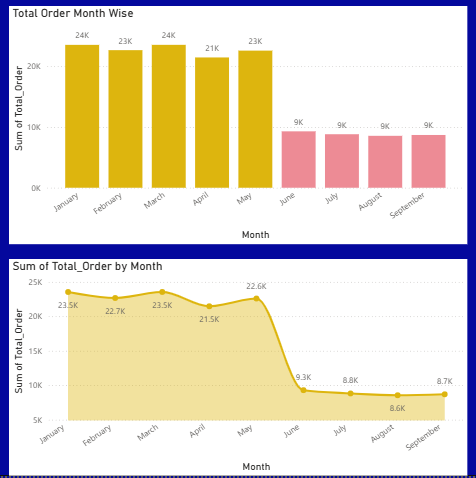 Total Order Month Wise
Sum of Total_Order
20K
10K
0K
24K
23K
24K
21K
23K
9K
9K
9K
9K
January
February
March
April
May
June
July
August
September
Month
Sum of Total_Order by Month
Sum of Total_Order
25K
20K
15K
10K
5K
23.5K
22.7K
23.5K
21.5K
22.6K
9.3K
8.8K
8.6K
8.7K
January
February
March
April
May
June
July
August
September
Month